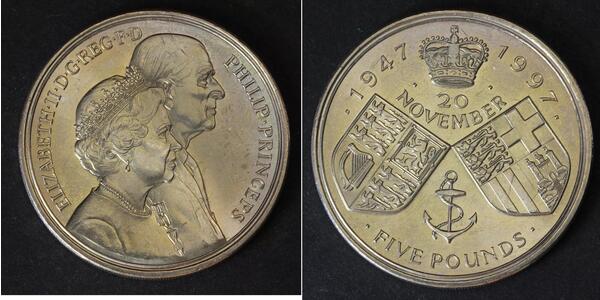 ELIZABETH·II·D·G·REG·F·D
PHILIP·PRINCEPS
1947
1997
20
NOVEMBER
·FIVE POUNDS·